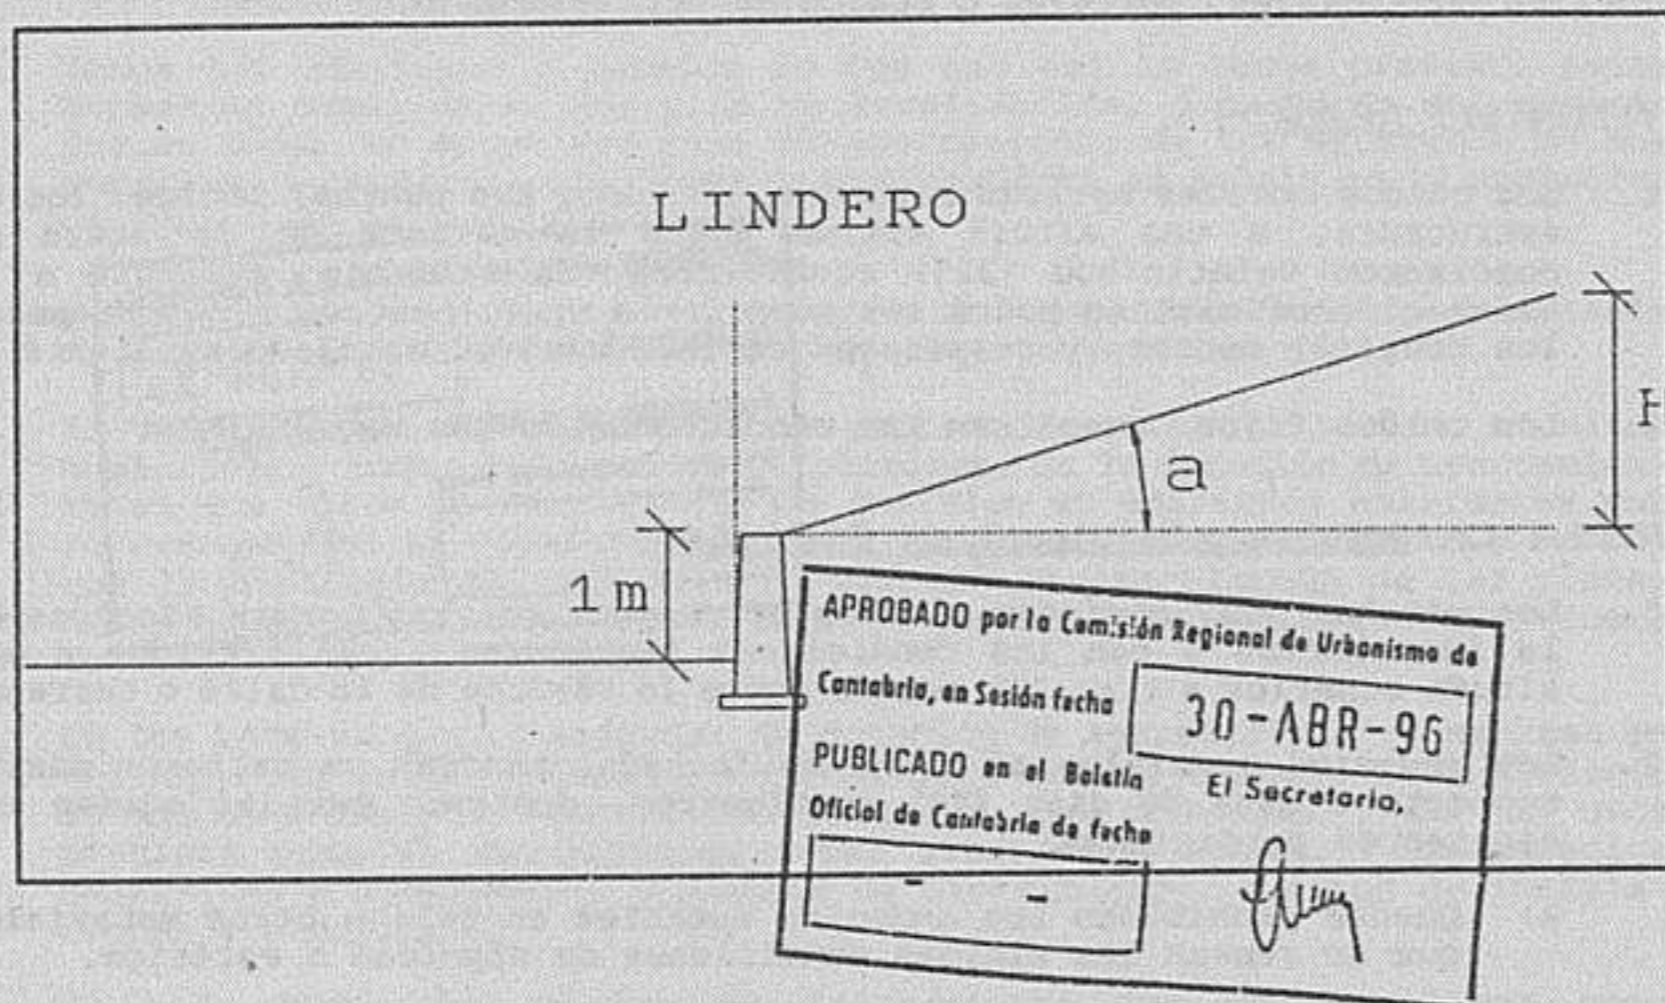 LINDERO
a
1 m
APROBADO por la Comisión Regional de Urbanismo de
Cantabria, en Sesión fecha
30-ABR-96
PUBLICADO en el Boletín
El Secretario,
Oficial de Cantabria de fecha
- -